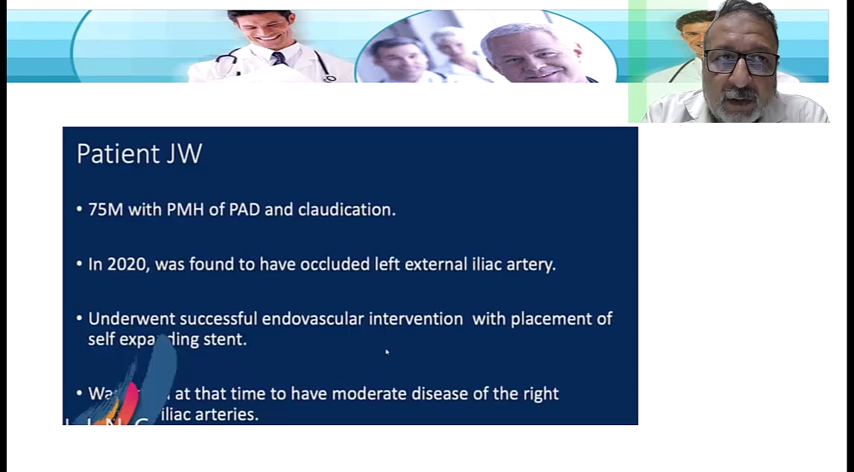 Patient JW
• 75M with PMH of PAD and claudication.
• In 2020, was found to have occluded left external iliac artery.
• Underwent successful endovascular intervention with placement of
self expanding stent.
• at that time to have moderate disease of the right
iliac arteries.